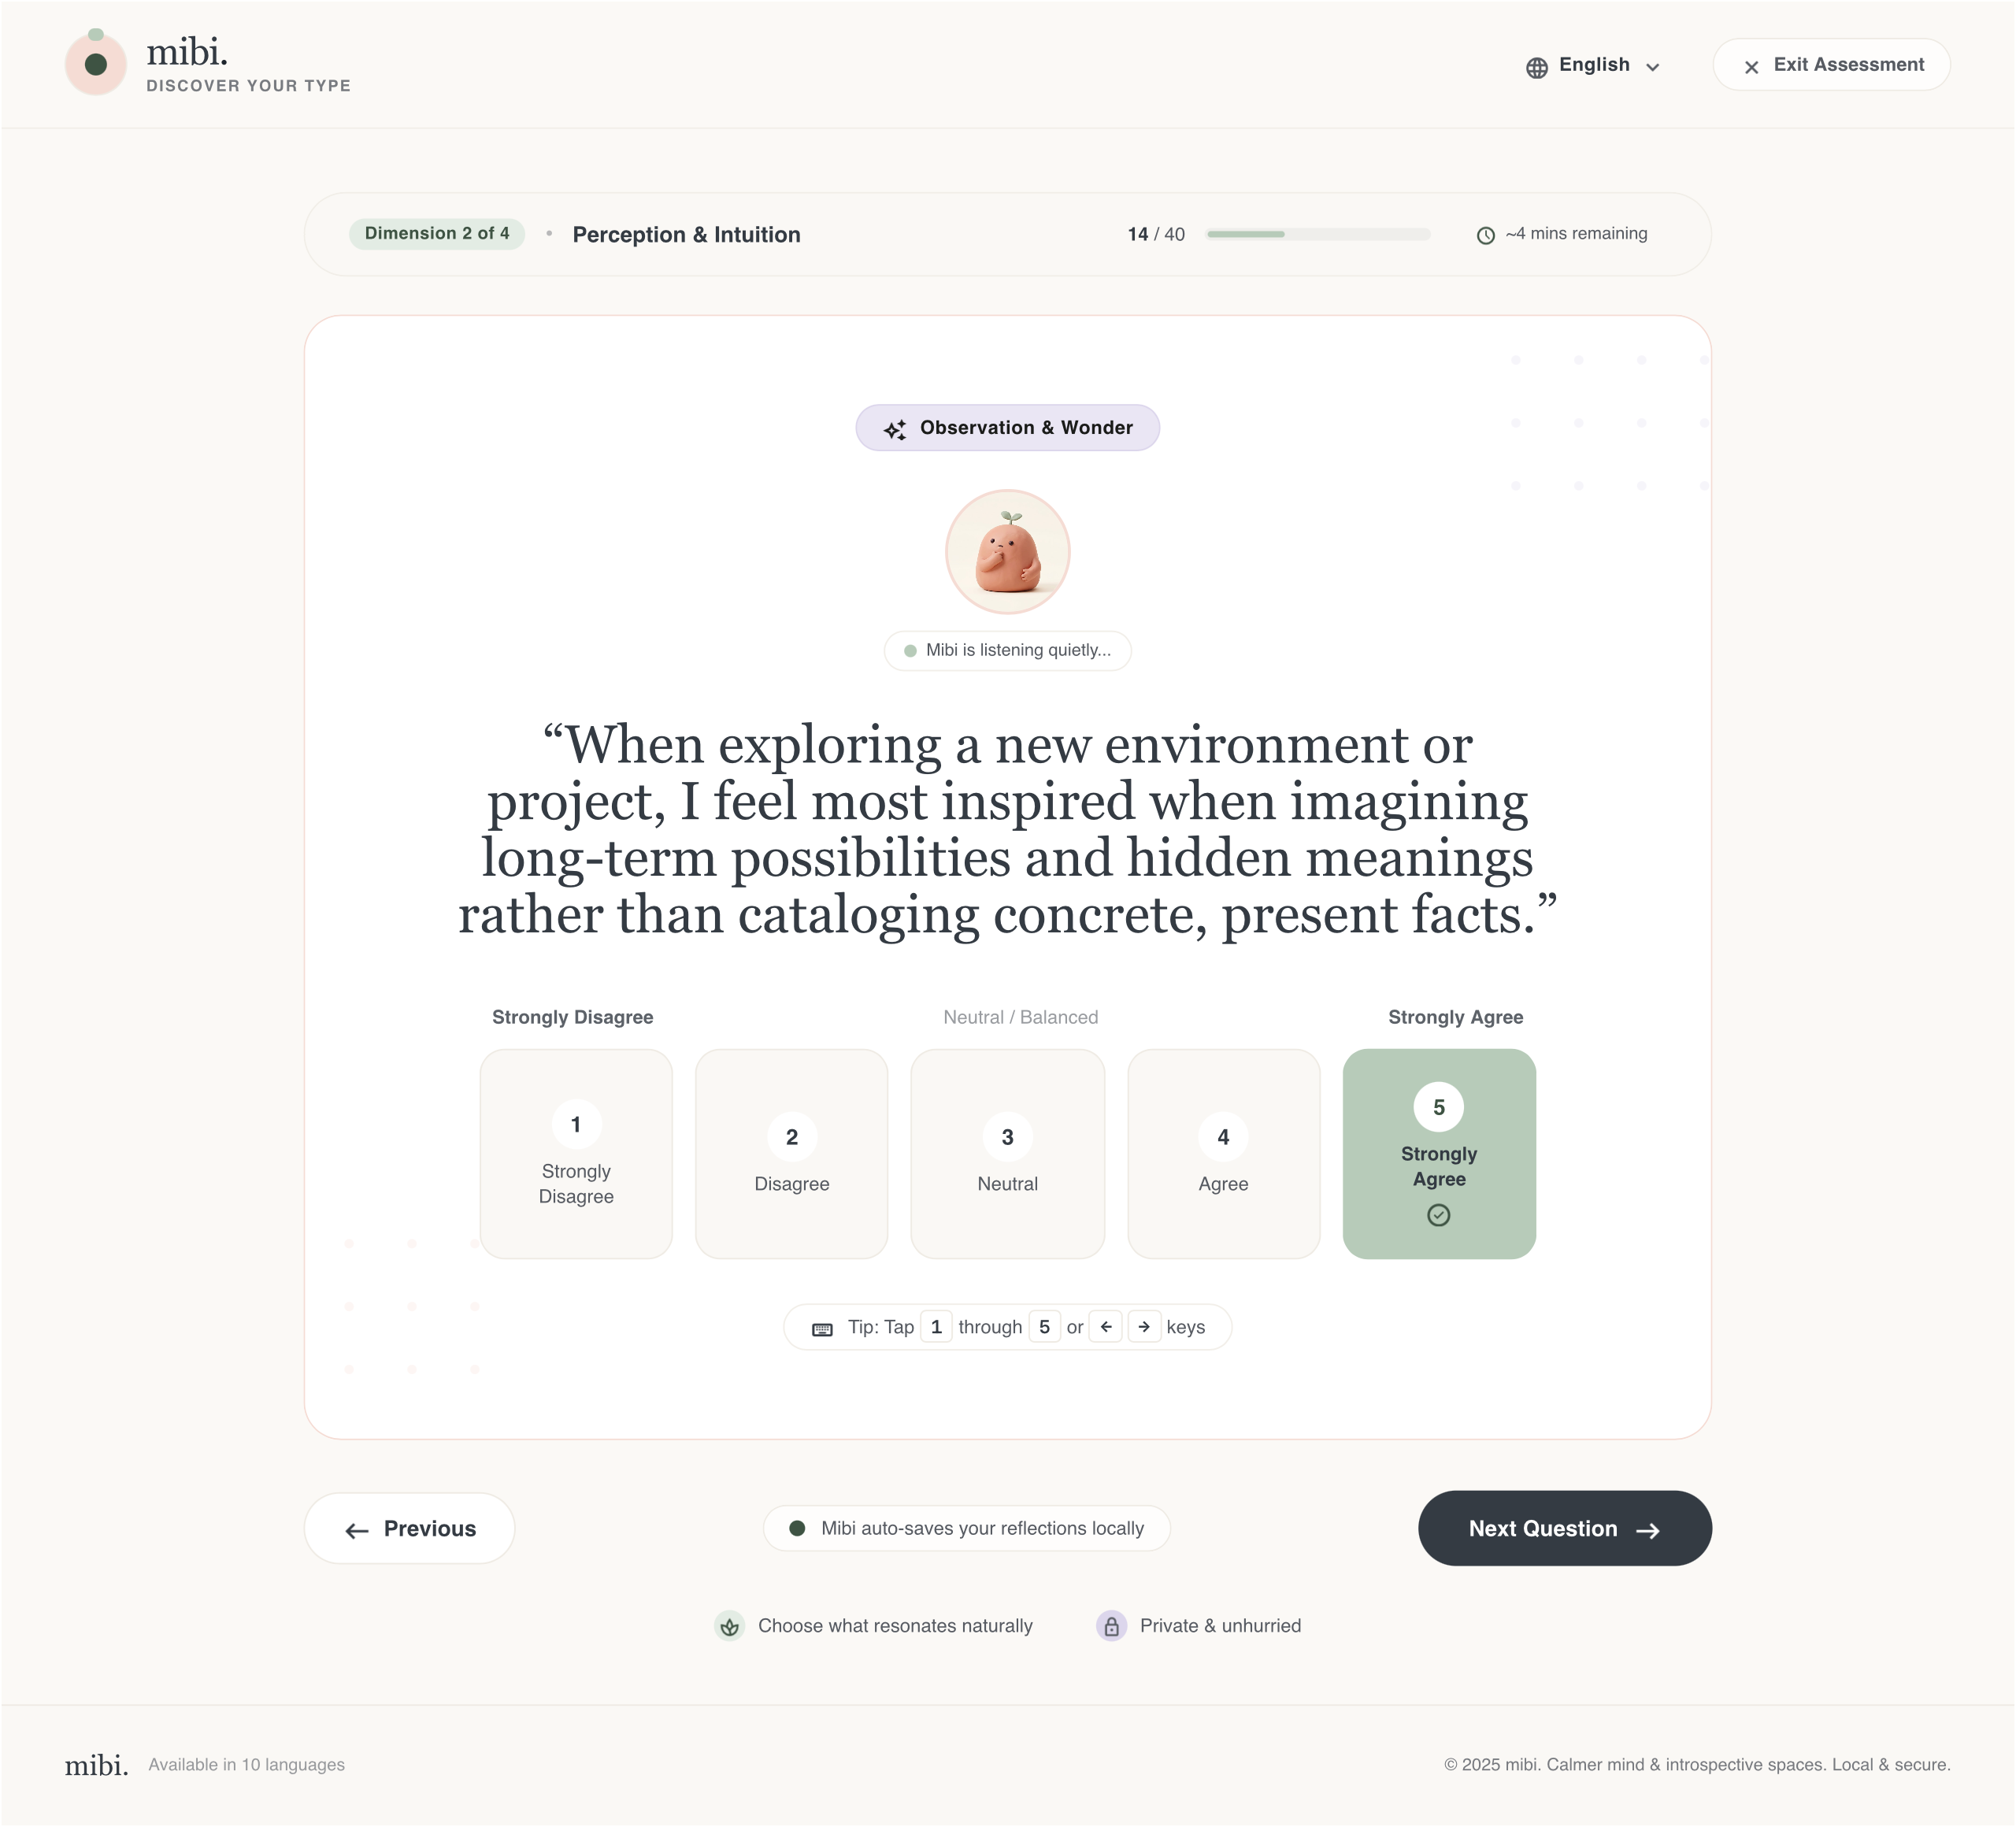 mibi.
DISCOVER YOUR TYPE
English
Exit Assessment
Dimension 2 of 4 • Perception & Intuition
14 / 40
~4 mins remaining
Observation & Wonder
Mibi is listening quietly...
“When exploring a new environment or
project, I feel most inspired when imagining
long-term possibilities and hidden meanings
rather than cataloging concrete, present facts.”
Strongly Disagree
Neutral / Balanced
Strongly Agree
1
Strongly
Disagree
2
Disagree
3
Neutral
4
Agree
5
Strongly
Agree
Tip: Tap 1 through 5 or ← → keys
Previous
Mibi auto-saves your reflections locally
Next Question
Choose what resonates naturally
Private & unhurried
mibi.
Available in 10 languages
© 2025 mibi. Calmer mind & introspective spaces. Local & secure.